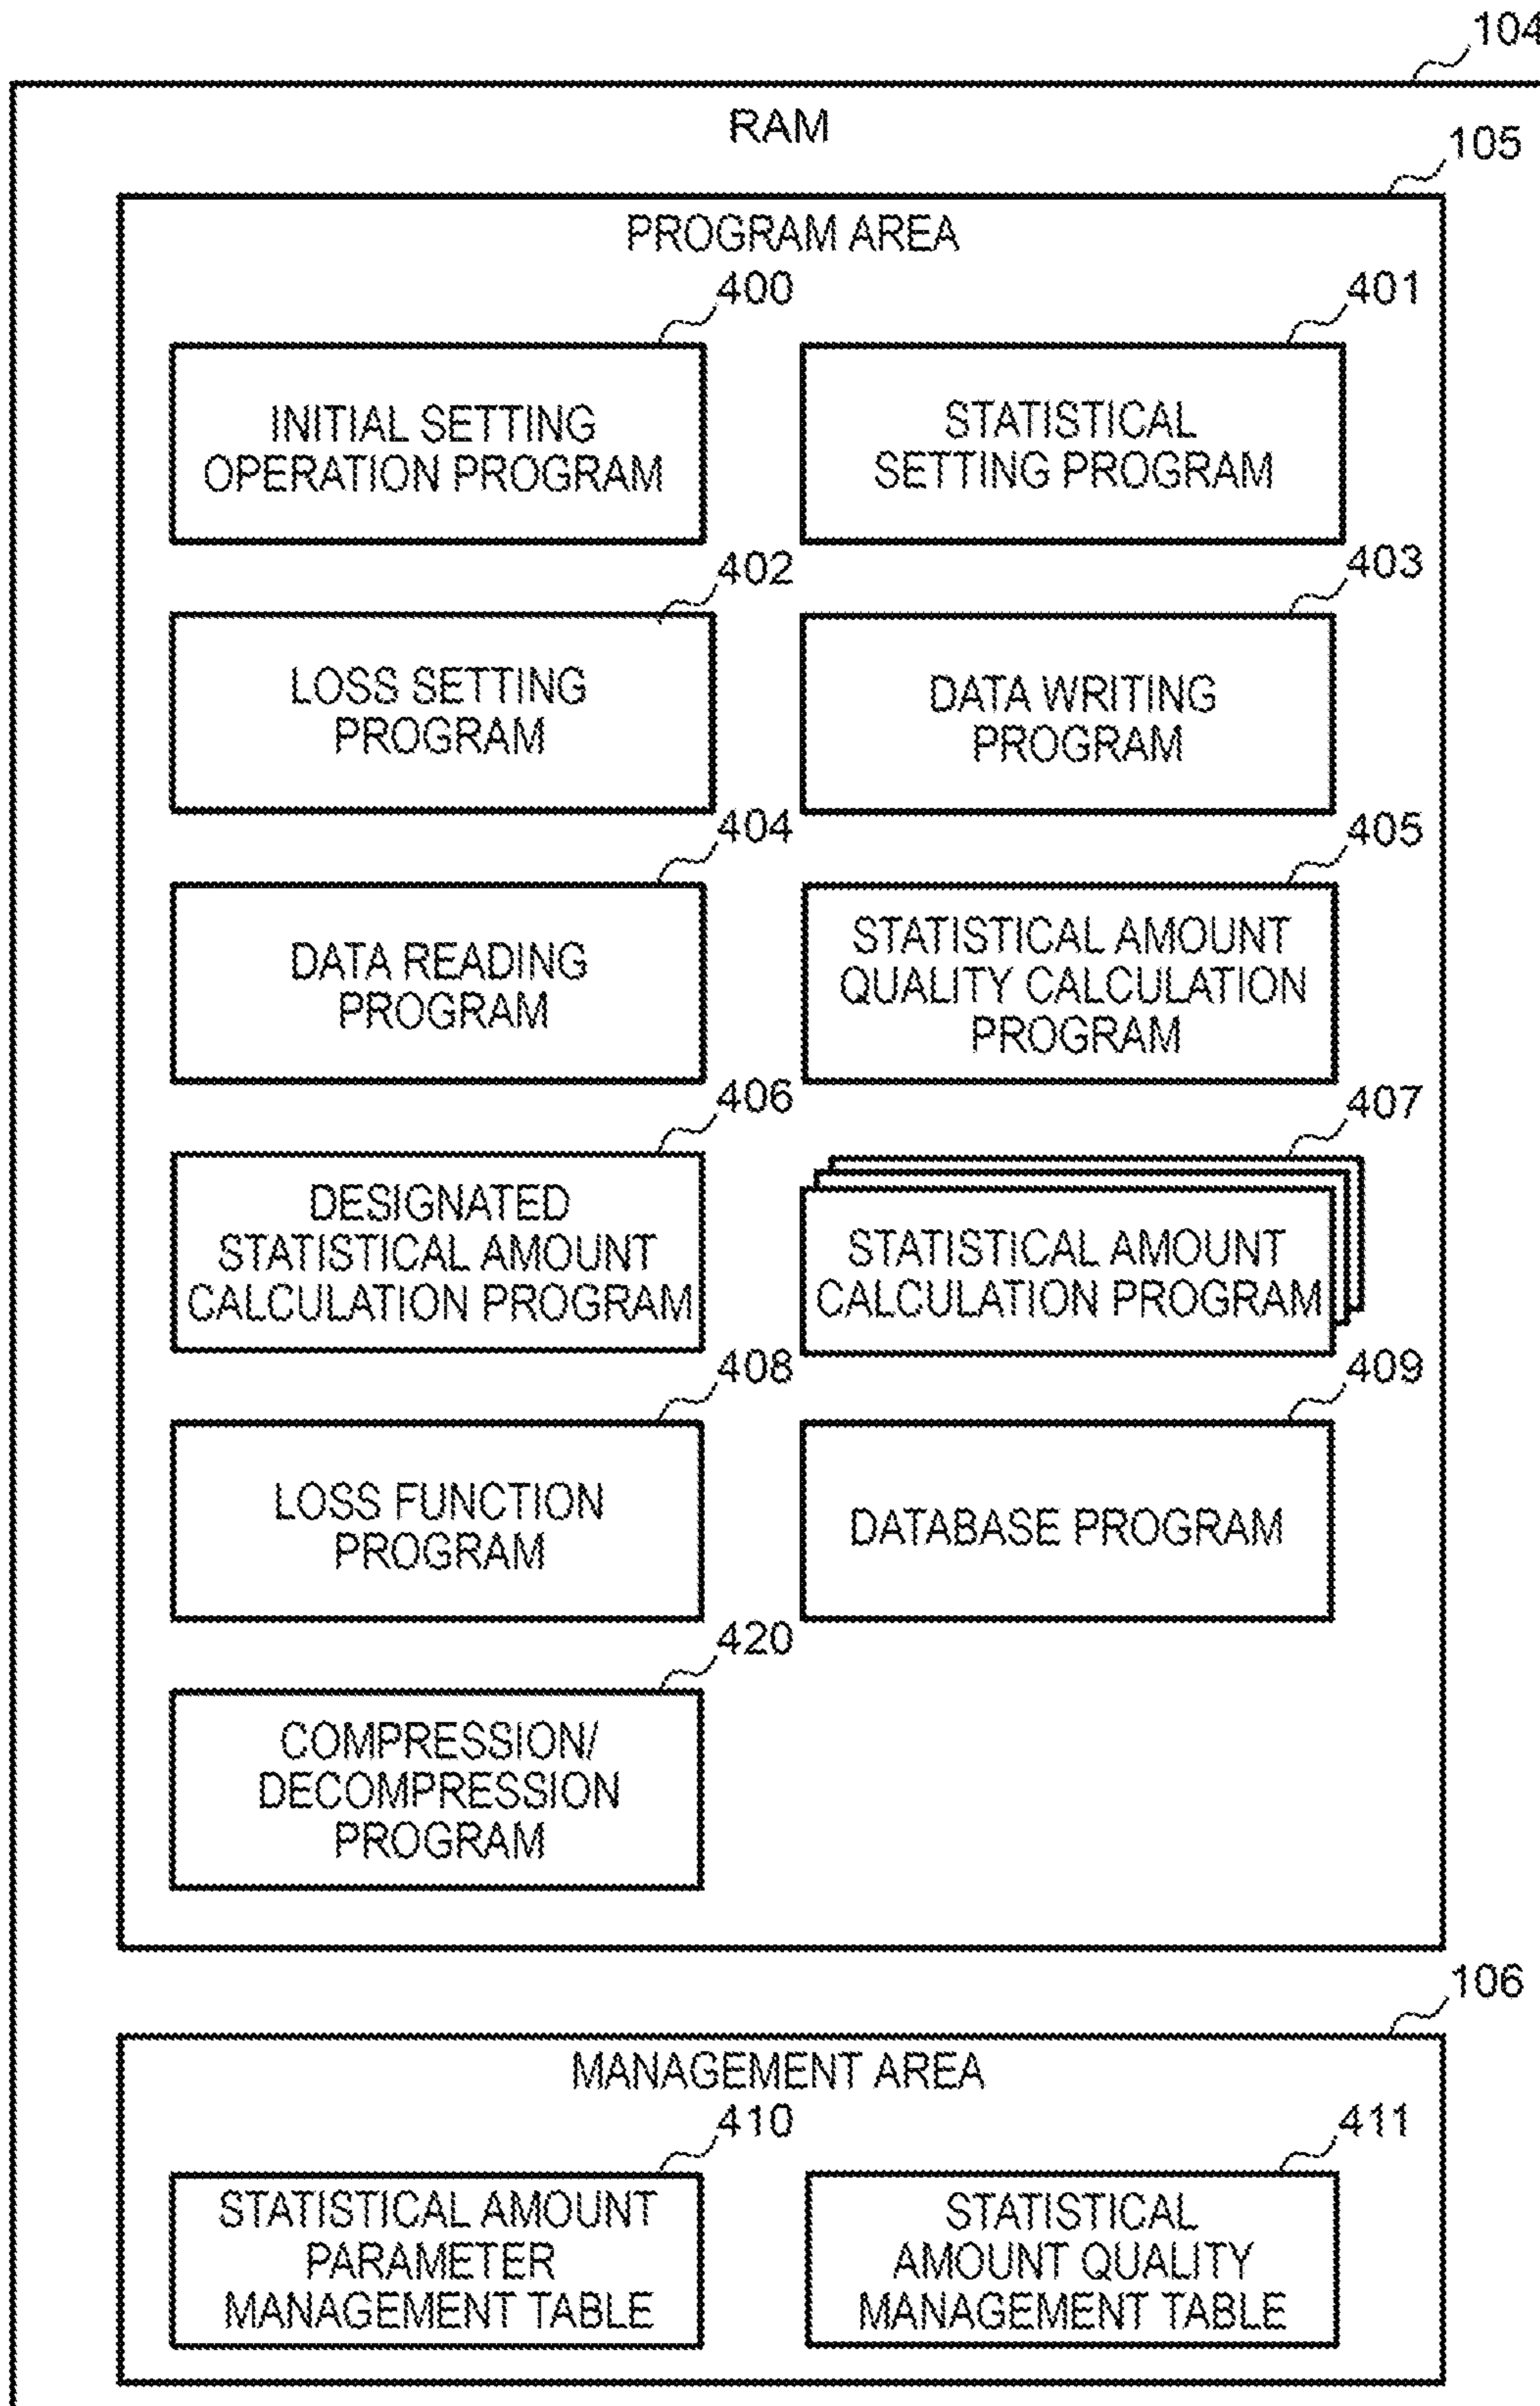 104
RAM
105
PROGRAM AREA
400
401
INITIAL SETTING
OPERATION PROGRAM
STATISTICAL
SETTING PROGRAM
402
403
LOSS SETTING
PROGRAM
DATA WRITING
PROGRAM
404
405
DATA READING
PROGRAM
STATISTICAL AMOUNT
QUALITY CALCULATION
PROGRAM
406
407
DESIGNATED
STATISTICAL AMOUNT
CALCULATION PROGRAM
STATISTICAL AMOUNT
CALCULATION PROGRAM
408
409
LOSS FUNCTION
PROGRAM
DATABASE PROGRAM
420
COMPRESSION/
DECOMPRESSION
PROGRAM
106
MANAGEMENT AREA
410
411
STATISTICAL AMOUNT
PARAMETER
MANAGEMENT TABLE
STATISTICAL
AMOUNT QUALITY
MANAGEMENT TABLE